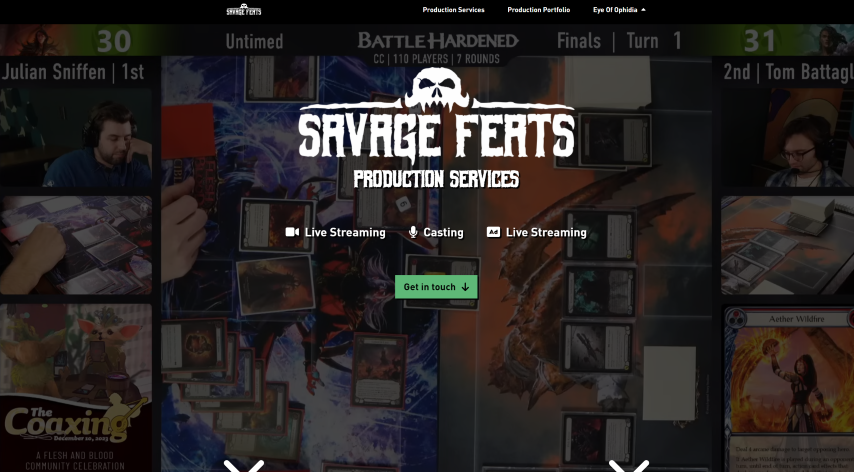 SAVAGE FEATS
Production Services
Production Portfolio
Eye Of Ophidia
30
Untimed
BATTLE HARDENED
Finals | Turn 1
31
CC | 110 PLAYERS | 7 ROUNDS
Julian Sniffen | 1st
2nd | Tom Battagl
SAVAGE FEATS
PRODUCTION SERVICES
Live Streaming
Casting
Ad
Live Streaming
Get in touch
Aether Wildfire
The
Coaxing
December 10, 2023
A FLESH AND BLOOD
COMMUNITY CELEBRATION